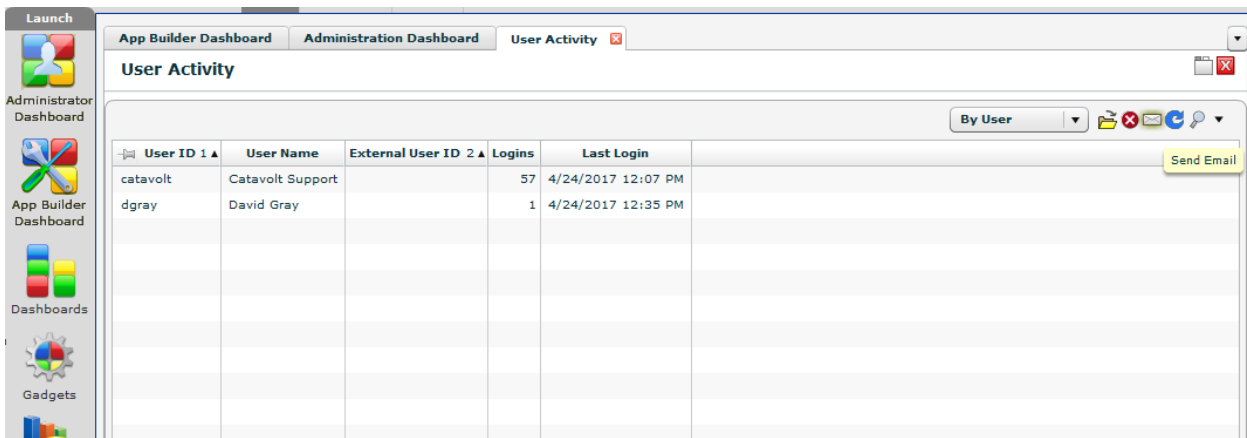 Launch
App Builder Dashboard Administration Dashboard User Activity
User Activity
Administrator
Dashboard
By User
Send Email
User ID 1 User Name External User ID 2 Logins Last Login
catavolt Catavolt Support 57 4/24/2017 12:07 PM
dgray David Gray 1 4/24/2017 12:35 PM
App Builder
Dashboard
Dashboards
Gadgets